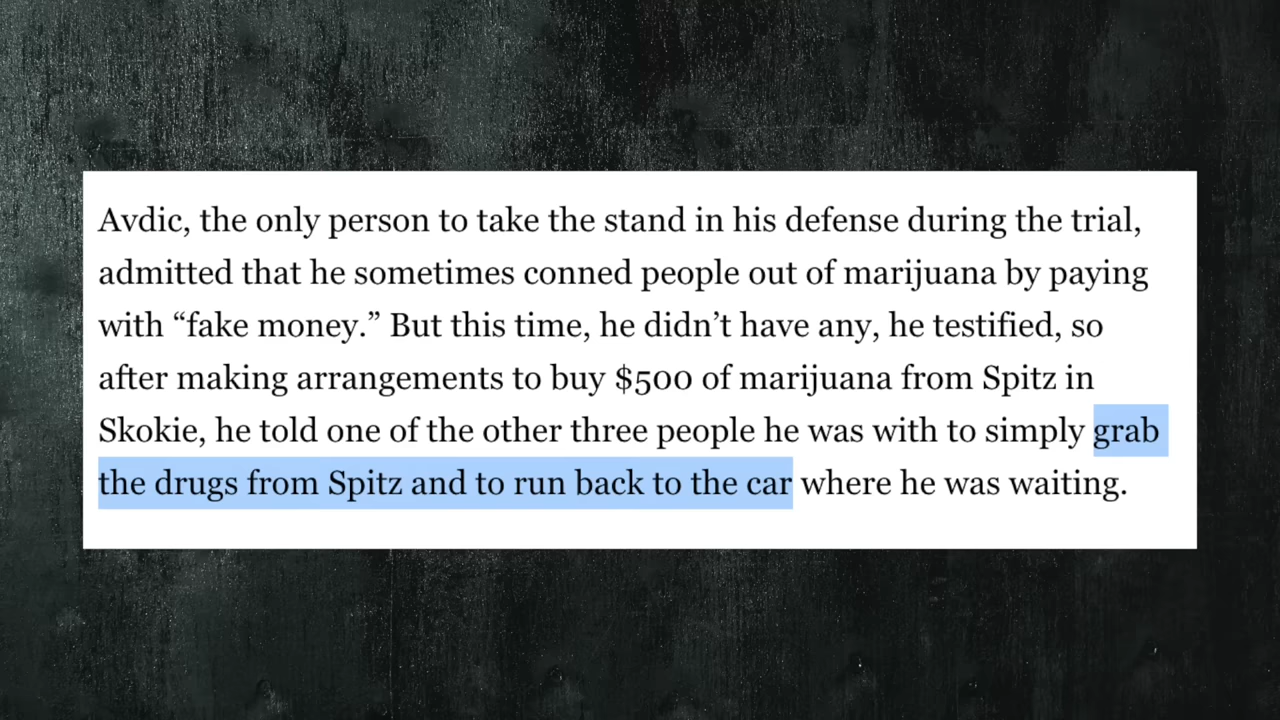 Avdic, the only person to take the stand in his defense during the trial,
admitted that he sometimes conned people out of marijuana by paying
with “fake money.” But this time, he didn’t have any, he testified, so
after making arrangements to buy $500 of marijuana from Spitz in
Skokie, he told one of the other three people he was with to simply grab
the drugs from Spitz and to run back to the car where he was waiting.